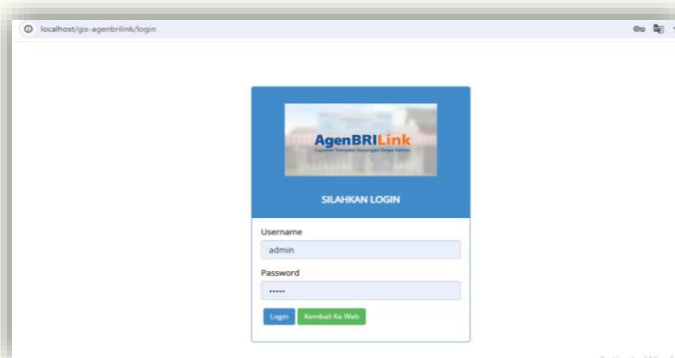 localhost/gis-agenbrilink/login
AgenBRILink
SILAHKAN LOGIN
Username
admin
Password
•••••
Login Kembali Ke Web